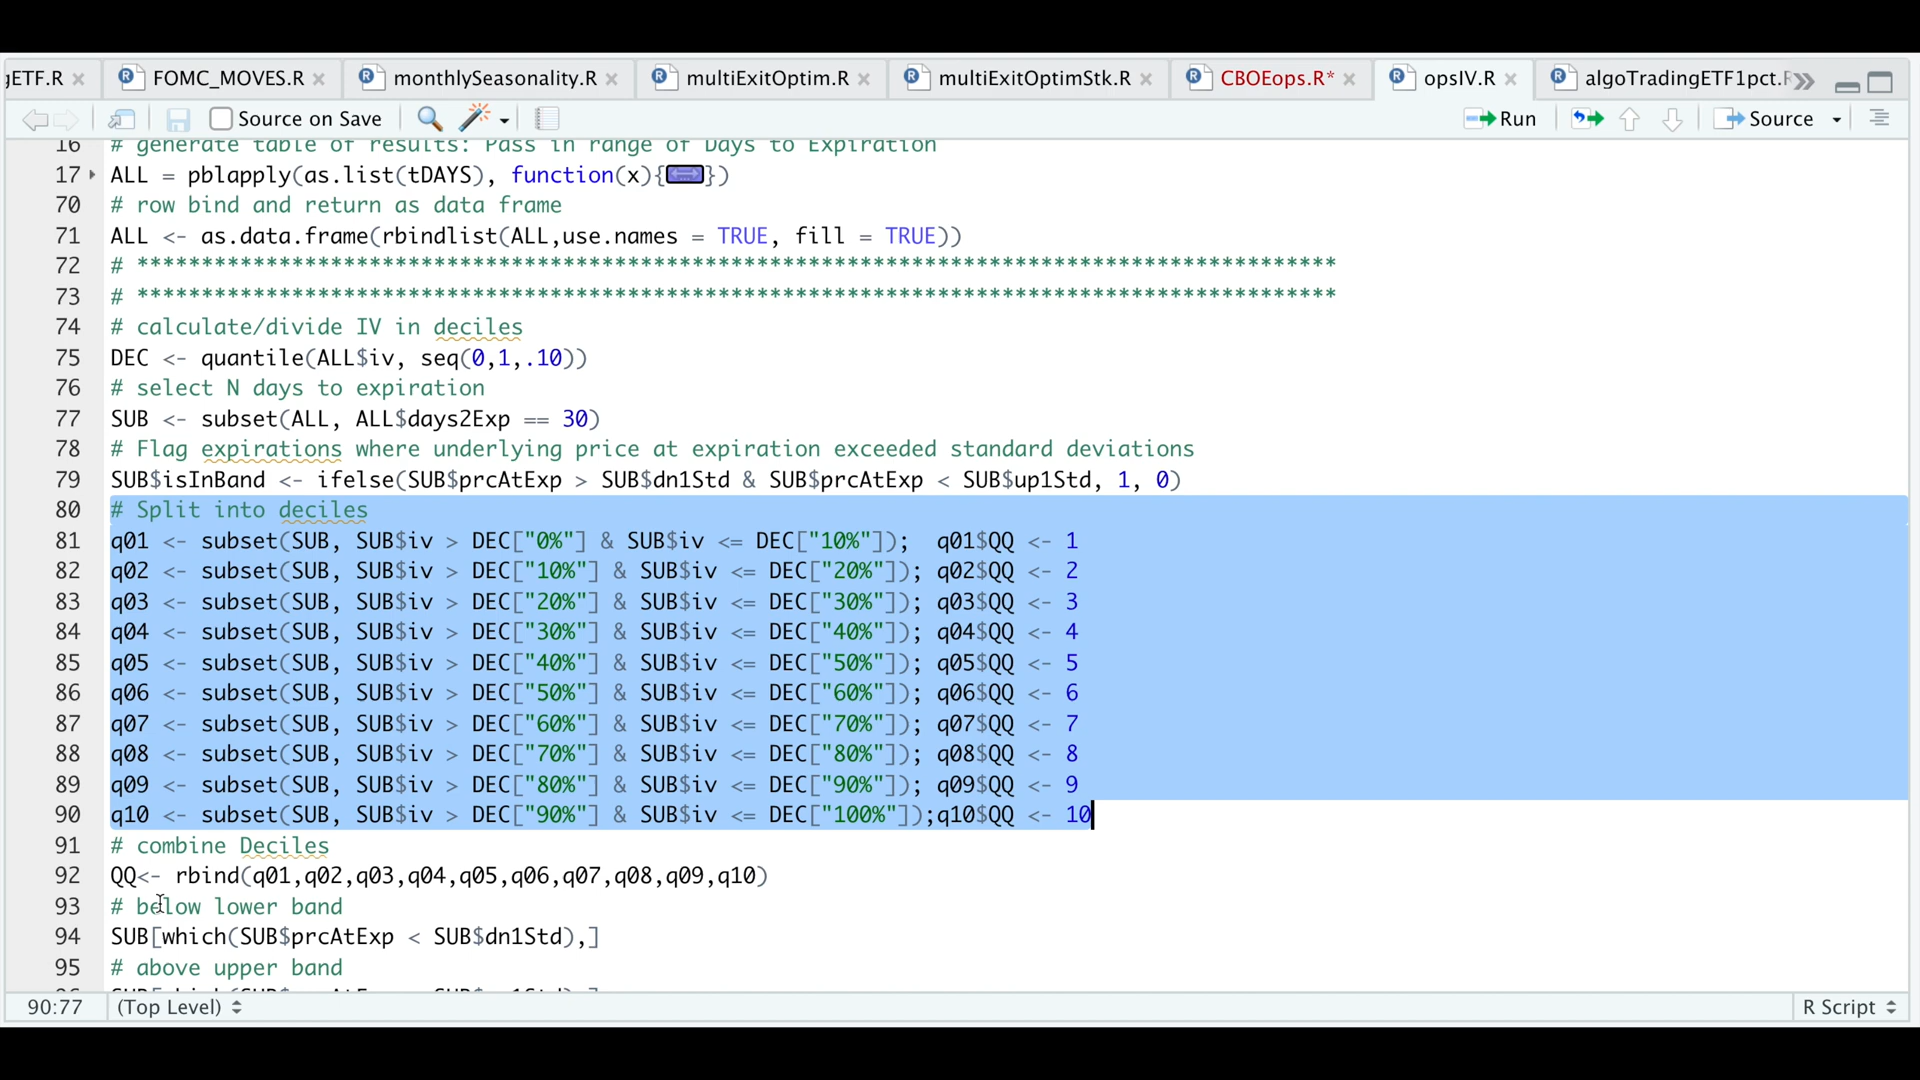 gETF.R
FOMC_MOVES.R
monthlySeasonality.R
multiExitOptim.R
multiExitOptimStk.R
CBOEops.R*
opsIV.R
algoTradingETF1pct.R
Source on Save
Run
Source
16 # generate table of results: Pass in range of Days to Expiration
17 ALL = pblapply(as.list(tDAYS), function(x){})
70 # row bind and return as data frame
71 ALL <- as.data.frame(rbindlist(ALL,use.names = TRUE, fill = TRUE))
72 # *********************************************************************************************
73 # *********************************************************************************************
74 # calculate/divide IV in deciles
75 DEC <- quantile(ALL$iv, seq(0,1,.10))
76 # select N days to expiration
77 SUB <- subset(ALL, ALL$days2Exp == 30)
78 # Flag expirations where underlying price at expiration exceeded standard deviations
79 SUB$isInBand <- ifelse(SUB$prcAtExp > SUB$dn1Std & SUB$prcAtExp < SUB$up1Std, 1, 0)
80 # Split into deciles
81 q01 <- subset(SUB, SUB$iv > DEC["0%"] & SUB$iv <= DEC["10%"]);  q01$QQ <- 1
82 q02 <- subset(SUB, SUB$iv > DEC["10%"] & SUB$iv <= DEC["20%"]); q02$QQ <- 2
83 q03 <- subset(SUB, SUB$iv > DEC["20%"] & SUB$iv <= DEC["30%"]); q03$QQ <- 3
84 q04 <- subset(SUB, SUB$iv > DEC["30%"] & SUB$iv <= DEC["40%"]); q04$QQ <- 4
85 q05 <- subset(SUB, SUB$iv > DEC["40%"] & SUB$iv <= DEC["50%"]); q05$QQ <- 5
86 q06 <- subset(SUB, SUB$iv > DEC["50%"] & SUB$iv <= DEC["60%"]); q06$QQ <- 6
87 q07 <- subset(SUB, SUB$iv > DEC["60%"] & SUB$iv <= DEC["70%"]); q07$QQ <- 7
88 q08 <- subset(SUB, SUB$iv > DEC["70%"] & SUB$iv <= DEC["80%"]); q08$QQ <- 8
89 q09 <- subset(SUB, SUB$iv > DEC["80%"] & SUB$iv <= DEC["90%"]); q09$QQ <- 9
90 q10 <- subset(SUB, SUB$iv > DEC["90%"] & SUB$iv <= DEC["100%"]);q10$QQ <- 10
91 # combine Deciles
92 QQ<- rbind(q01,q02,q03,q04,q05,q06,q07,q08,q09,q10)
93 # below lower band
94 SUB[which(SUB$prcAtExp < SUB$dn1Std),]
95 # above upper band
90:77
(Top Level)
R Script